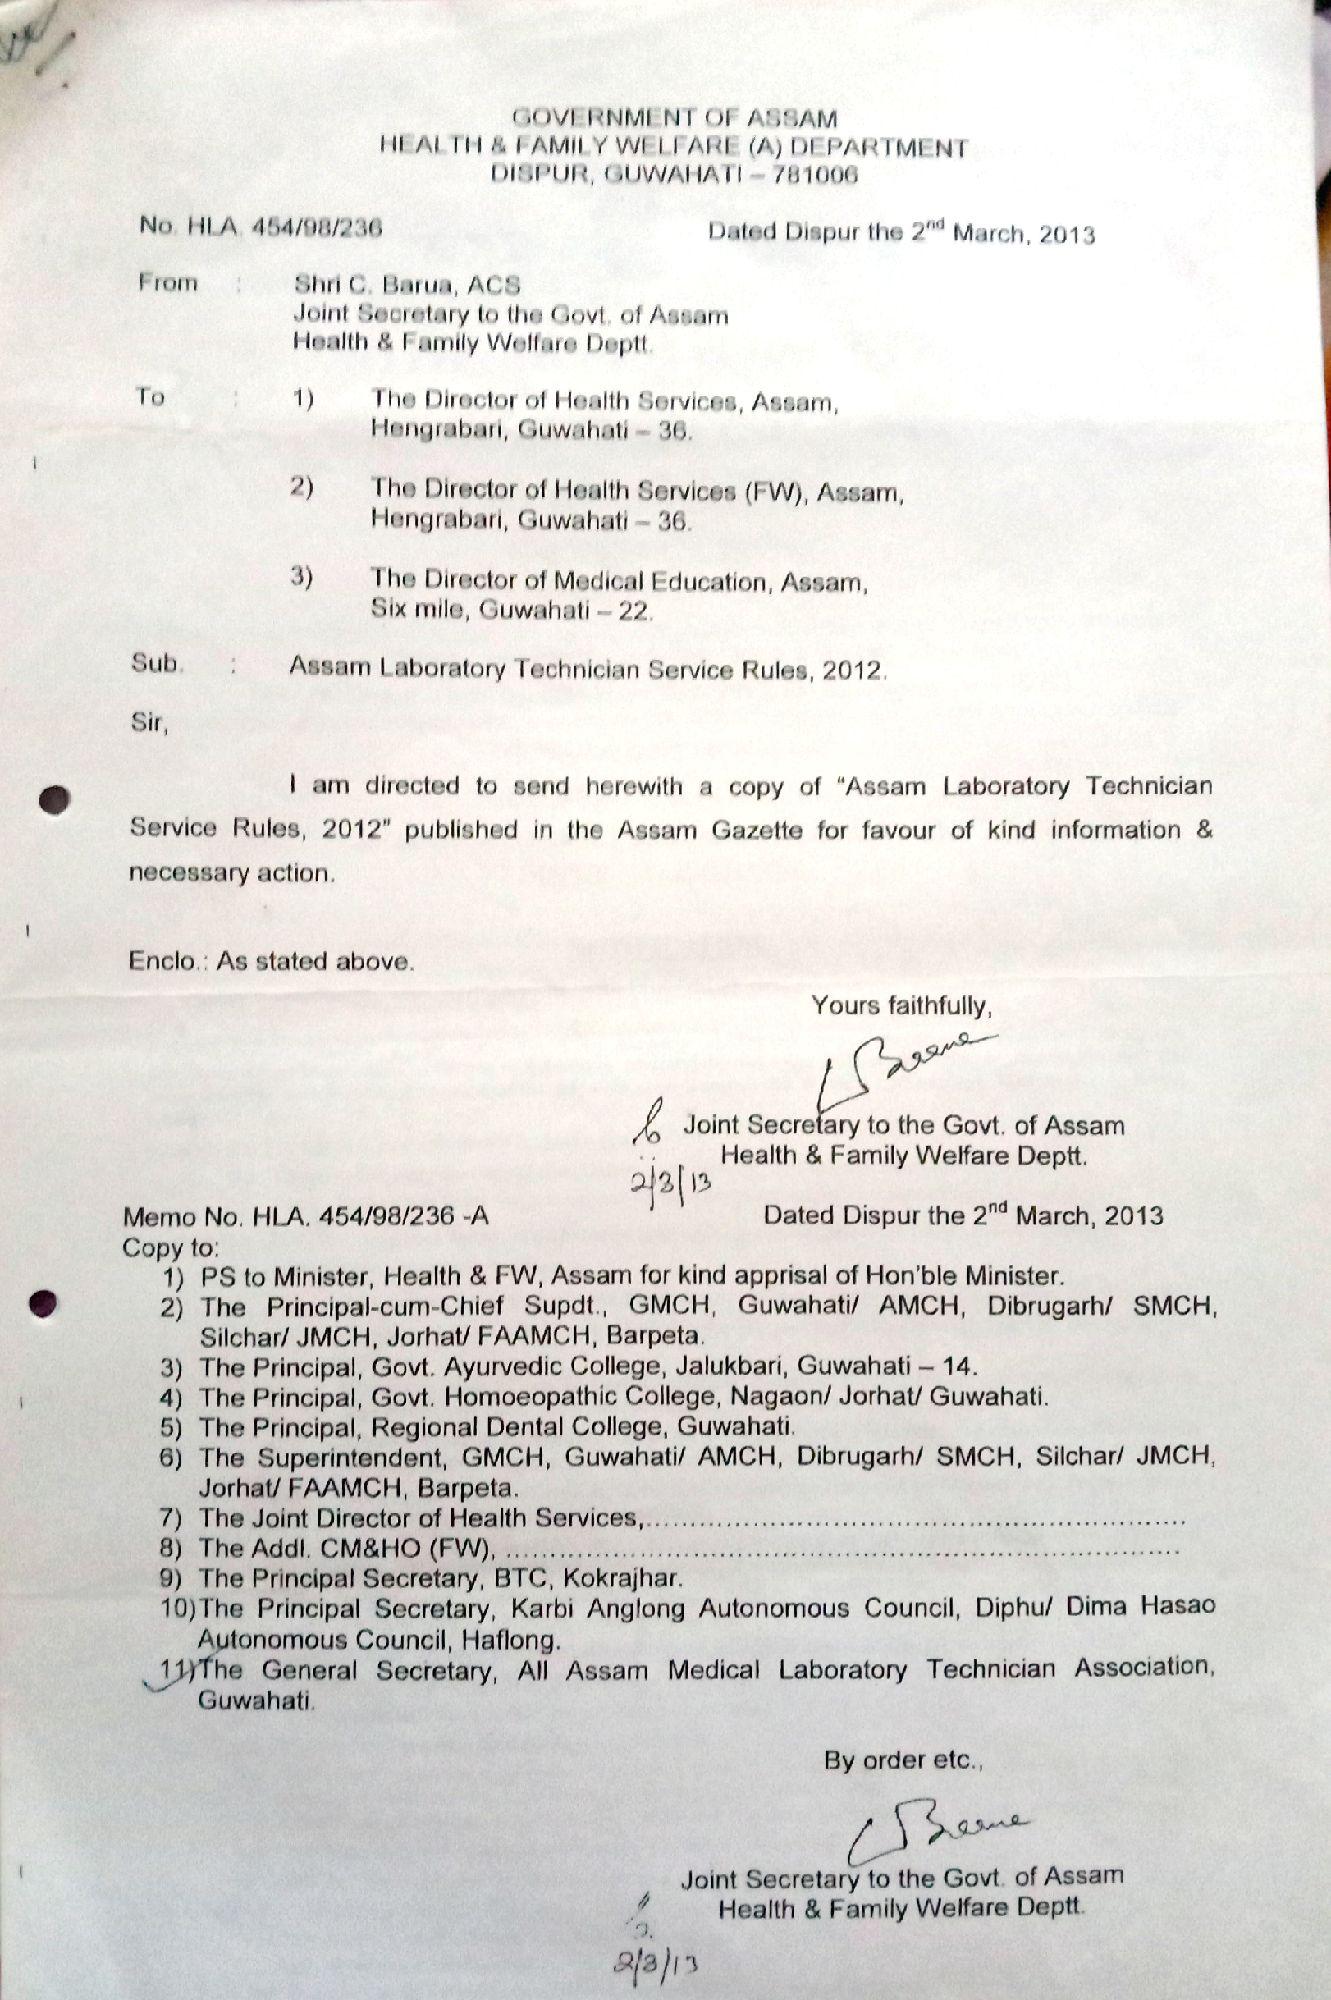 GOVERNMENT OF ASSAM
HEALTH & FAMILY WELFARE (A) DEPARTMENT
DISPUR, GUWAHATI – 781006
No. HLA. 454/98/236 Dated Dispur the 2nd March, 2013
From : Shri C. Barua, ACS
Joint Secretary to the Govt. of Assam
Health & Family Welfare Deptt.
To : 1) The Director of Health Services, Assam,
Hengrabari, Guwahati – 36.
2) The Director of Health Services (FW), Assam,
Hengrabari, Guwahati – 36.
3) The Director of Medical Education, Assam,
Six mile, Guwahati – 22.
Sub. : Assam Laboratory Technician Service Rules, 2012.
Sir,
I am directed to send herewith a copy of “Assam Laboratory Technician
Service Rules, 2012” published in the Assam Gazette for favour of kind information &
necessary action.
Enclo.: As stated above.
Yours faithfully,
Joint Secretary to the Govt. of Assam
Health & Family Welfare Deptt.
2/3/13
Memo No. HLA. 454/98/236 -A Dated Dispur the 2nd March, 2013
Copy to:
1) PS to Minister, Health & FW, Assam for kind apprisal of Hon'ble Minister.
2) The Principal-cum-Chief Supdt., GMCH, Guwahati/ AMCH, Dibrugarh/ SMCH,
Silchar/ JMCH, Jorhat/ FAAMCH, Barpeta.
3) The Principal, Govt. Ayurvedic College, Jalukbari, Guwahati – 14.
4) The Principal, Govt. Homoeopathic College, Nagaon/ Jorhat/ Guwahati.
5) The Principal, Regional Dental College, Guwahati.
6) The Superintendent, GMCH, Guwahati/ AMCH, Dibrugarh/ SMCH, Silchar/ JMCH,
Jorhat/ FAAMCH, Barpeta.
7) The Joint Director of Health Services,..............................................................
8) The Addl. CM&HO (FW), ..............................................................................
9) The Principal Secretary, BTC, Kokrajhar.
10)The Principal Secretary, Karbi Anglong Autonomous Council, Diphu/ Dima Hasao
Autonomous Council, Haflong.
11)The General Secretary, All Assam Medical Laboratory Technician Association,
Guwahati.
By order etc.,
Joint Secretary to the Govt. of Assam
Health & Family Welfare Deptt.
2/3/13